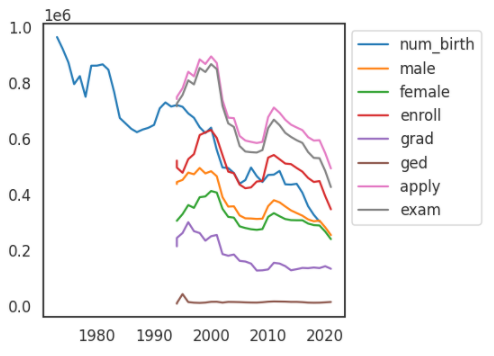 1e6
1.0
0.8
0.6
0.4
0.2
0.0
1980 1990 2000 2010 2020
num_birth
male
female
enroll
grad
ged
apply
exam